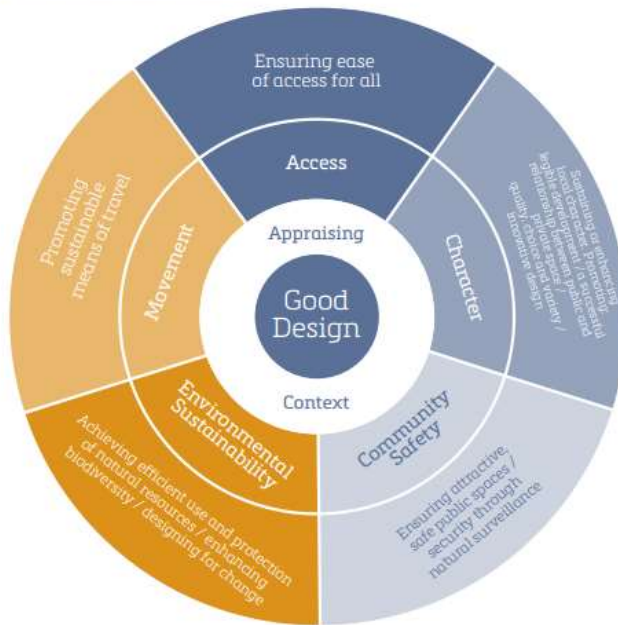 Ensuring ease
of access for all
Access
Sustaining or enhancing
local character. Promoting:
legible development / a successful
relationship between public and
private space /
quality, choice and variety /
innovative design
Character
Ensuring attractive,
safe public spaces /
security through
natural surveillance
Community
Safety
Achieving efficient use and protection
of natural resources / enhancing
biodiversity / designing for change
Environmental
Sustainability
Promoting
sustainable
means of travel
Movement
Appraising
Good
Design
Context